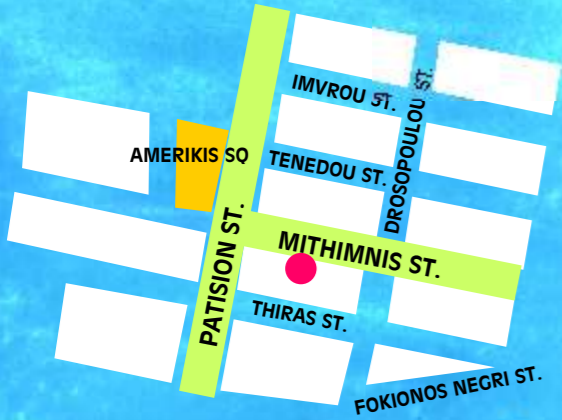 IMVROU ST.
DROSOPOULOU ST.
AMERIKIS SQ
TENEDOU ST.
PATISION ST.
MITHIMNIS ST.
THIRAS ST.
FOKIONOS NEGRI ST.